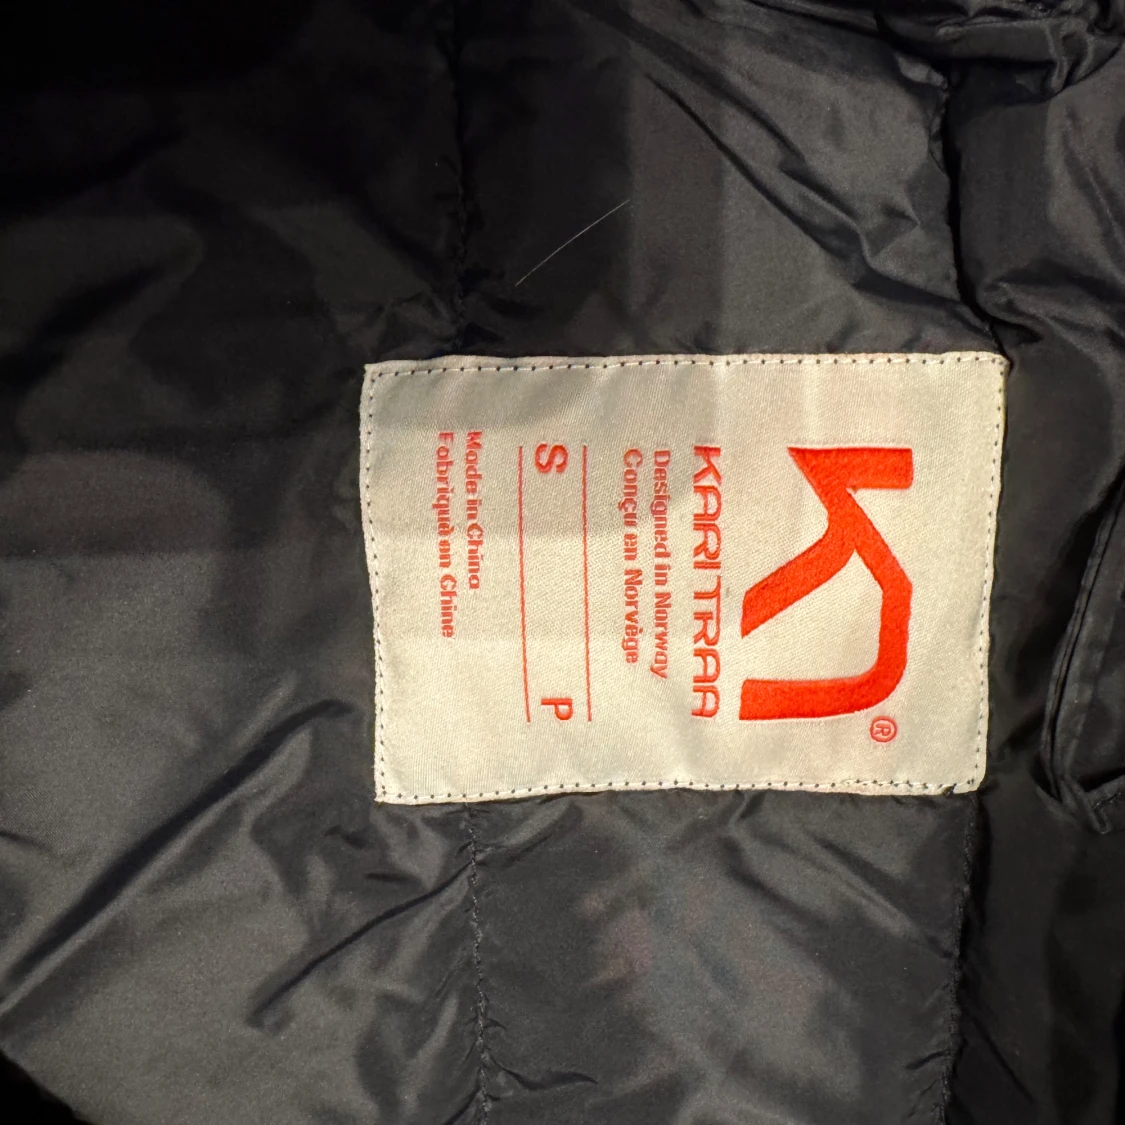 ®
KARI TRAA
Designed in Norway
Conçu en Norvège
S P
Made in China
Fabriqué en Chine